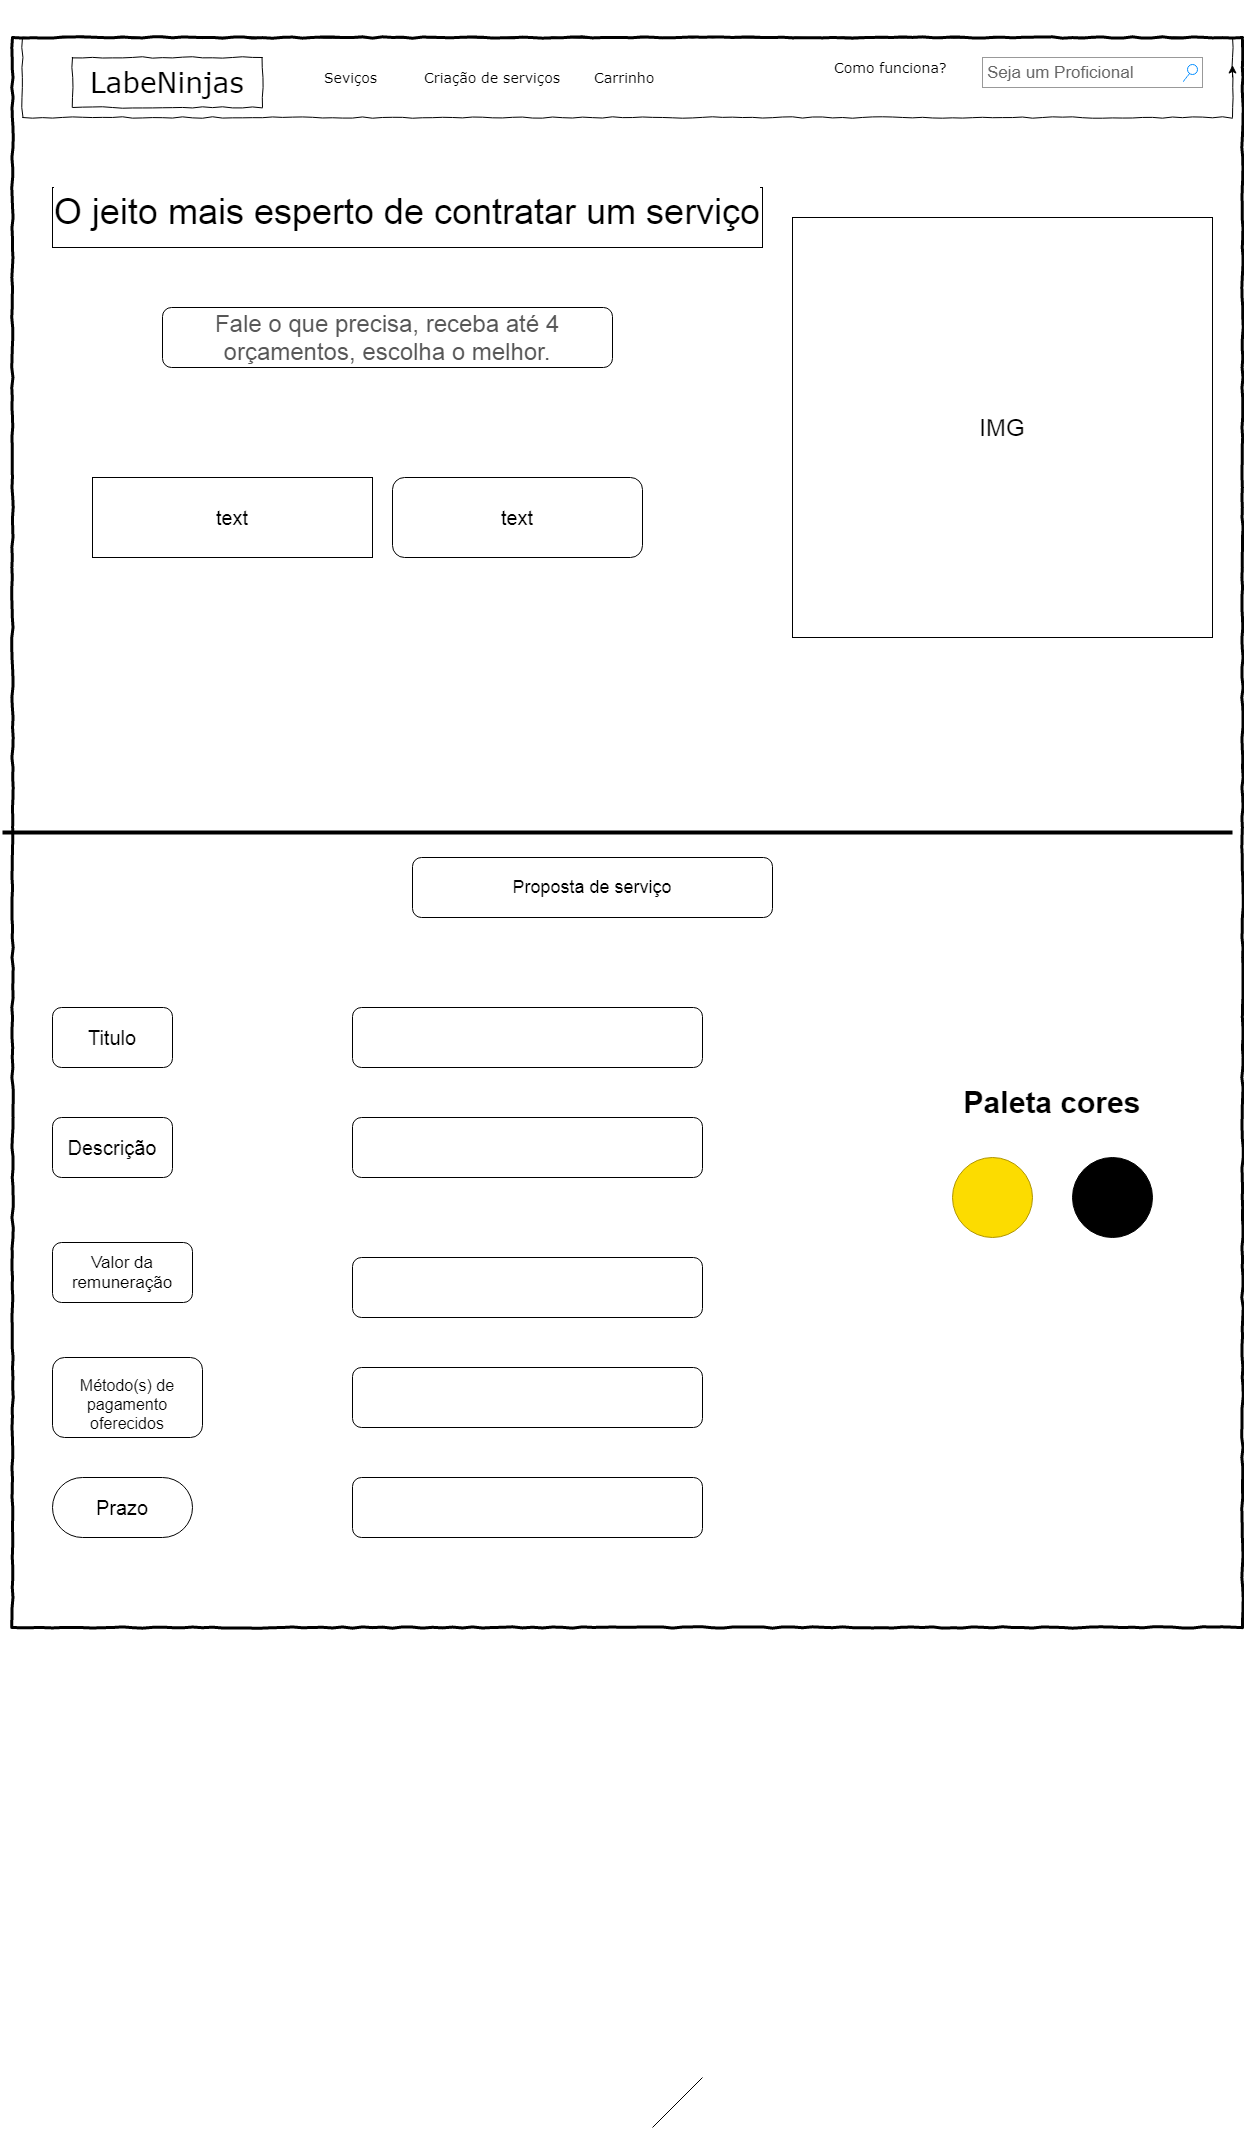 LabeNinjas
Seviços
Criação de serviços
Carrinho
Como funciona?
Seja um Proficional
O jeito mais esperto de contratar um serviço
Fale o que precisa, receba até 4
orçamentos, escolha o melhor.
IMG
text
text
Proposta de serviço
Titulo
Descrição
Paleta cores
Valor da
remuneração
Método(s) de
pagamento
oferecidos
Prazo